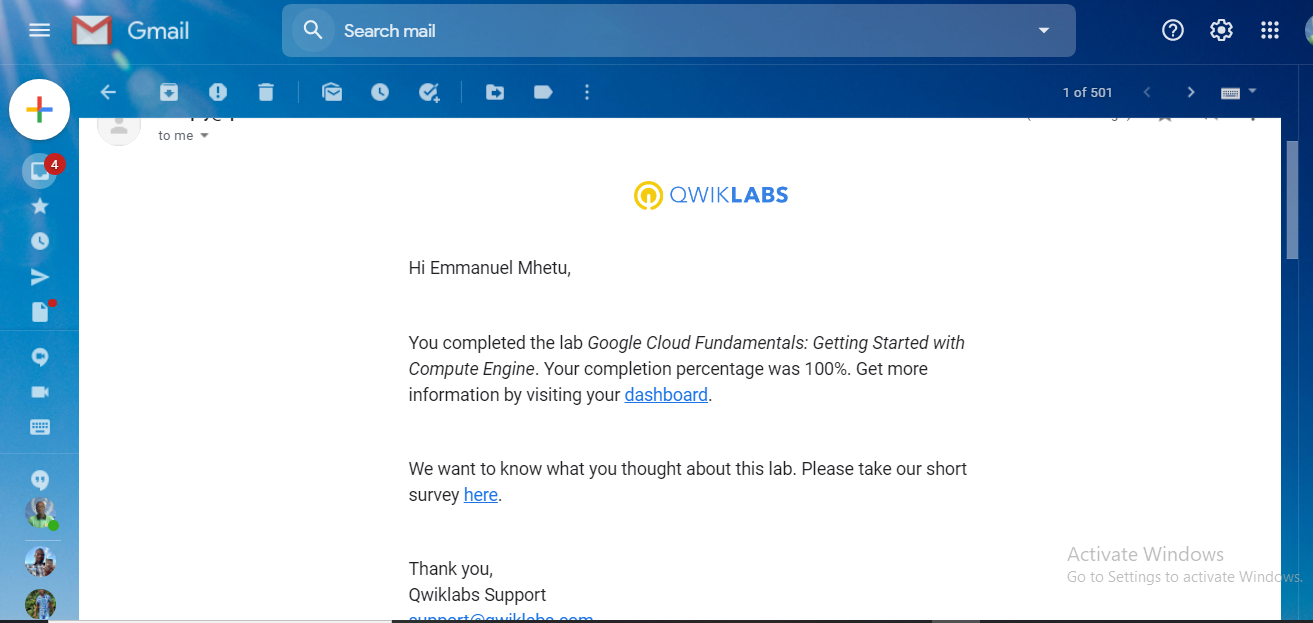 Gmail
Search mail
1 of 501
4
to me
QWIKLABS
Hi Emmanuel Mhetu,
You completed the lab Google Cloud Fundamentals: Getting Started with
Compute Engine. Your completion percentage was 100%. Get more
information by visiting your dashboard.
We want to know what you thought about this lab. Please take our short
survey here.
Thank you,
Qwiklabs Support
support@qwiklabs.com
Activate Windows
Go to Settings to activate Windows.